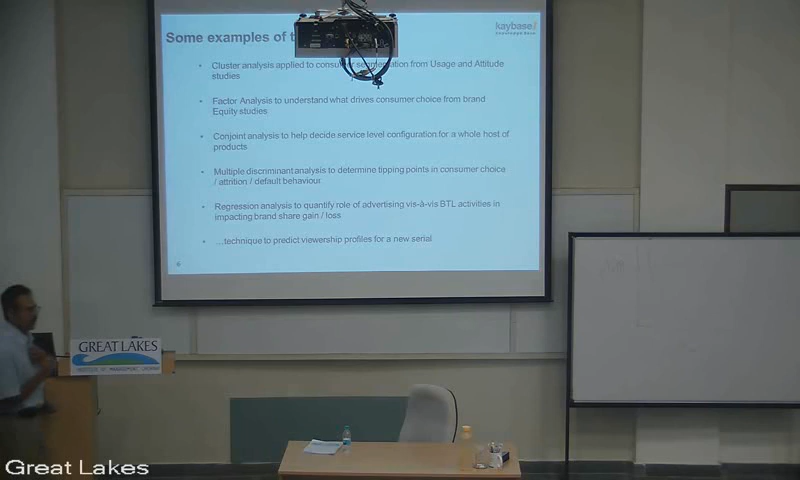 kaybase
Some examples of t
• Cluster analysis applied to consumer segmentation from Usage and Attitude
studies
• Factor Analysis to understand what drives consumer choice from brand
Equity studies
• Conjoint analysis to help decide service level configuration for a whole host of
products
• Multiple discriminant analysis to determine tipping points in consumer choice
/ attrition / default behaviour
• Regression analysis to quantify role of advertising vis-à-vis BTL activities in
impacting brand share gain / loss
• …technique to predict viewership profiles for a new serial
GREAT LAKES
INSTITUTE OF MANAGEMENT, CHENNAI
Great Lakes